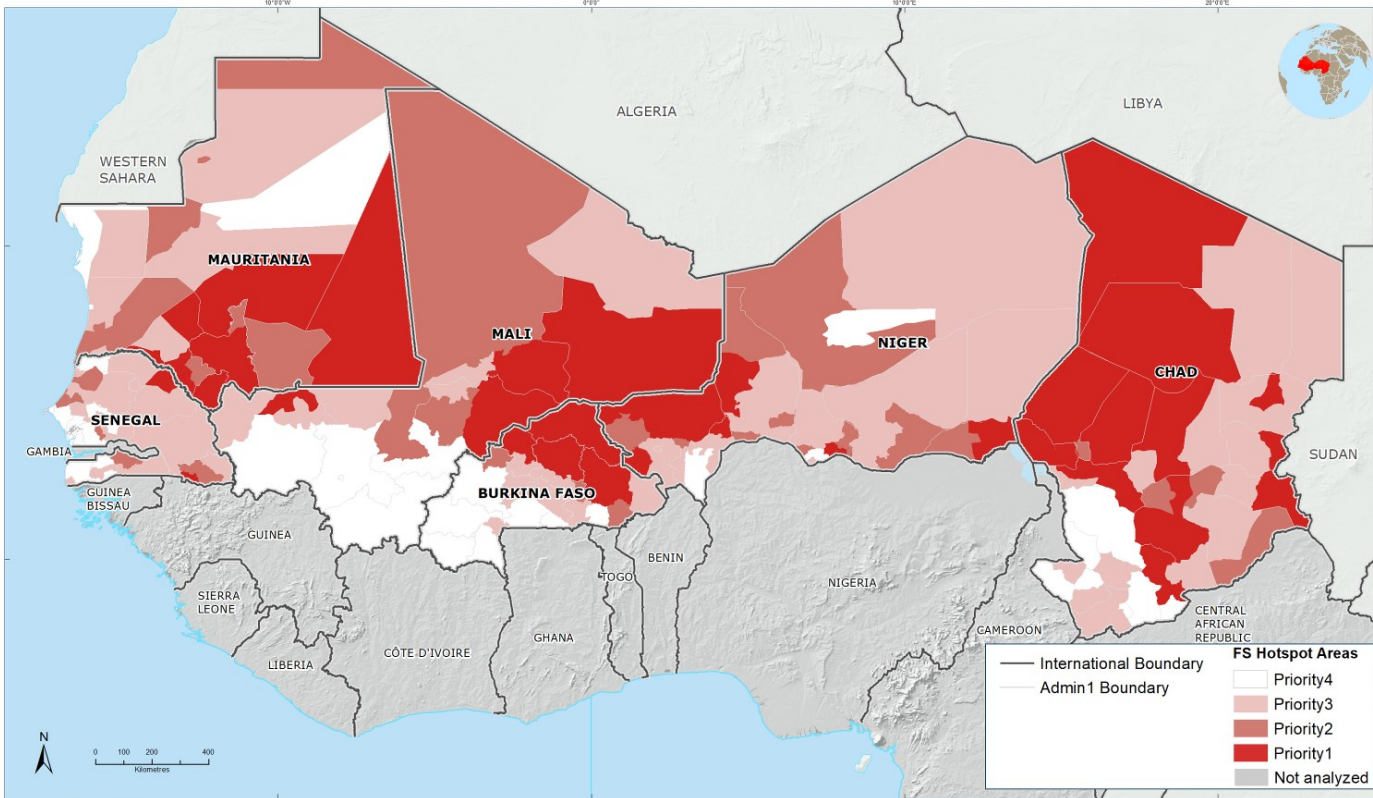 10°0'0"W
0°0'0"
10°0'0"E
20°0'0"E
ALGERIA
LIBYA
WESTERN
SAHARA
MAURITANIA
MALI
NIGER
CHAD
SENEGAL
GAMBIA
SUDAN
GUINEA
BISSAU
BURKINA FASO
GUINEA
BENIN
NIGERIA
TOGO
SIERRA
LEONE
GHANA
CENTRAL
AFRICAN
REPUBLIC
CAMEROON
CÔTE D'IVOIRE
LIBERIA
International Boundary
Admin1 Boundary
FS Hotspot Areas
Priority4
Priority3
Priority2
Priority1
Not analyzed
N
0 100 200 400
Kilometres